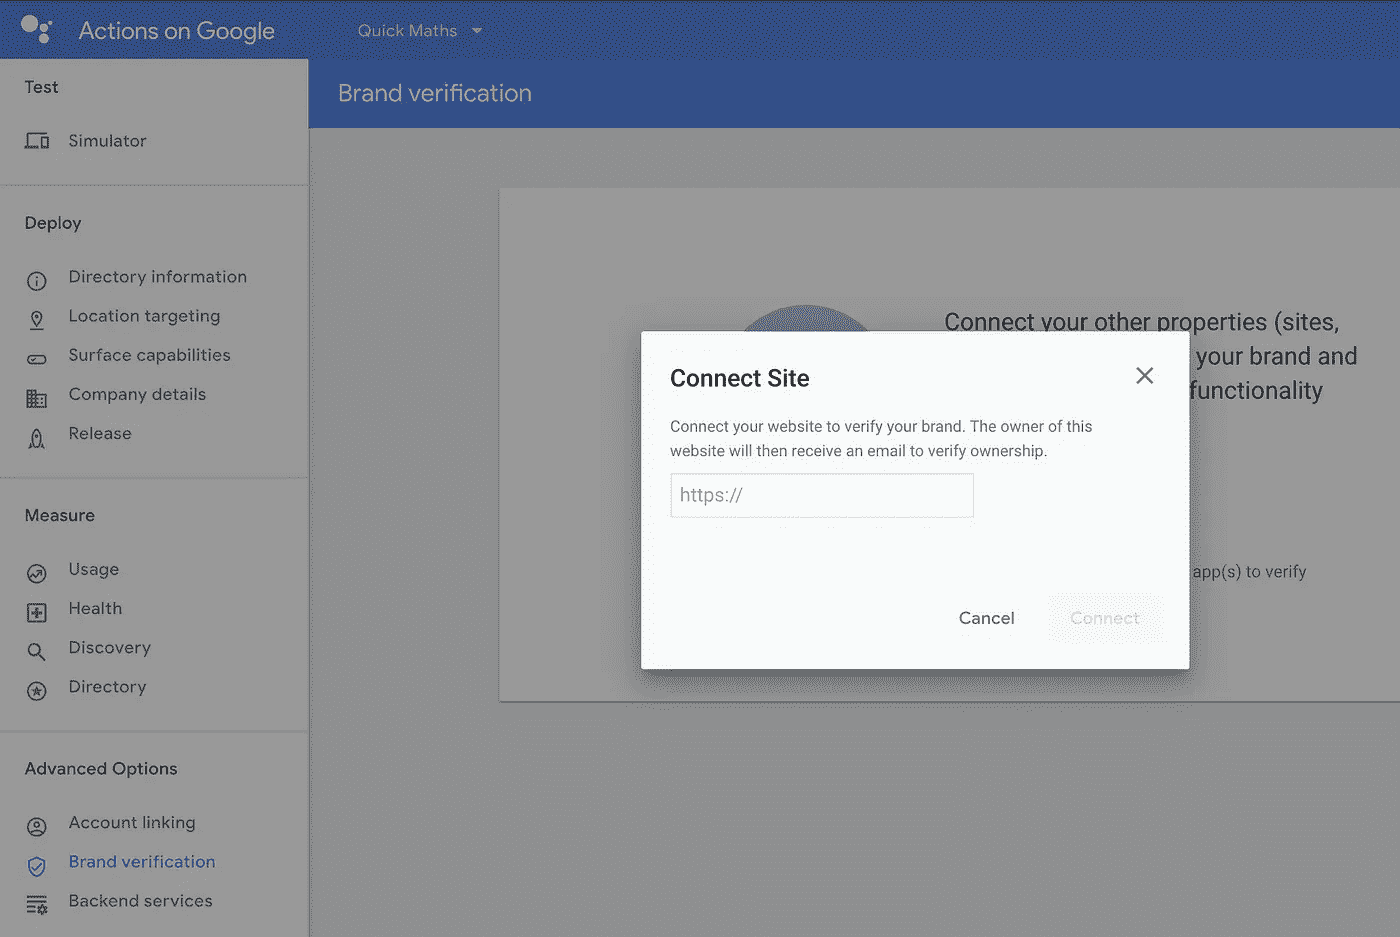 Actions on Google
Quick Maths
Brand verification
Test
Simulator
Deploy
Directory information
Location targeting
Surface capabilities
Company details
Release
Measure
Usage
Health
Discovery
Directory
Advanced Options
Account linking
Brand verification
Backend services
Connect your other properties (sites,
your brand and
functionality
app(s) to verify
Connect Site
Connect your website to verify your brand. The owner of this
website will then receive an email to verify ownership.
https://
Cancel
Connect